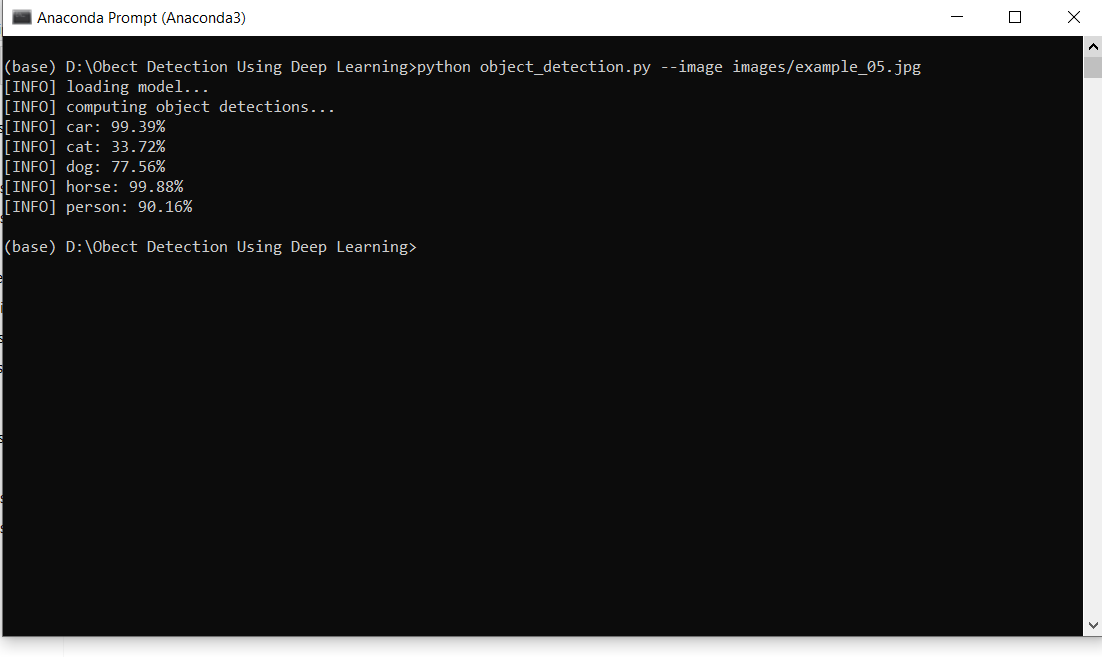 Anaconda Prompt (Anaconda3)
(base) D:\Obect Detection Using Deep Learning>python object_detection.py --image images/example_05.jpg
[INFO] loading model...
[INFO] computing object detections...
[INFO] car: 99.39%
[INFO] cat: 33.72%
[INFO] dog: 77.56%
[INFO] horse: 99.88%
[INFO] person: 90.16%
(base) D:\Obect Detection Using Deep Learning>